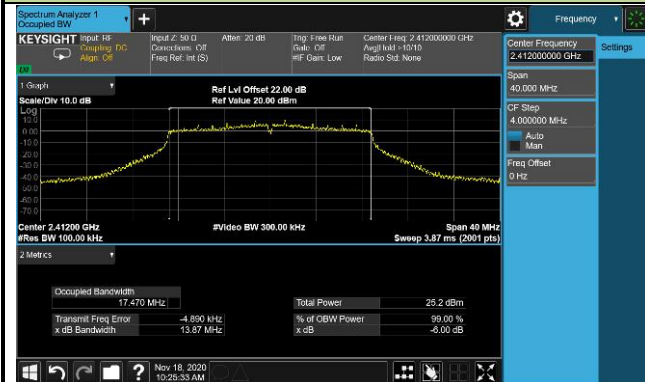 Spectrum Analyzer 1
Occupied BW
+
Frequency
KEYSIGHT
Input: RF
Coupling: DC
Align: Off
Input Z: 50 Ω
Corrections: Off
Freq Ref: Int (S)
Atten: 20 dB
Trig: Free Run
Gate: Off
#IF Gain: Low
Center Freq: 2.412000000 GHz
Avg|Hold: >10/10
Radio Std: None
Center Frequency
2.412000000 GHz
Settings
Span
40.000 MHz
CF Step
4.000000 MHz
Auto
Man
Freq Offset
0 Hz
1 Graph
Scale/Div 10.0 dB
Ref Lvl Offset 22.00 dB
Ref Value 20.00 dBm
Log
10.0
0.00
-10.0
-20.0
-30.0
-40.0
-50.0
-60.0
-70.0
Center 2.41200 GHz
#Res BW 100.00 kHz
#Video BW 300.00 kHz
Span 40 MHz
Sweep 3.87 ms (2001 pts)
2 Metrics
Occupied Bandwidth
17.470 MHz
Total Power 25.2 dBm
Transmit Freq Error -4.890 kHz
% of OBW Power 99.00 %
x dB Bandwidth 13.87 MHz
x dB -6.00 dB
?
Nov 18, 2020
10:25:33 AM